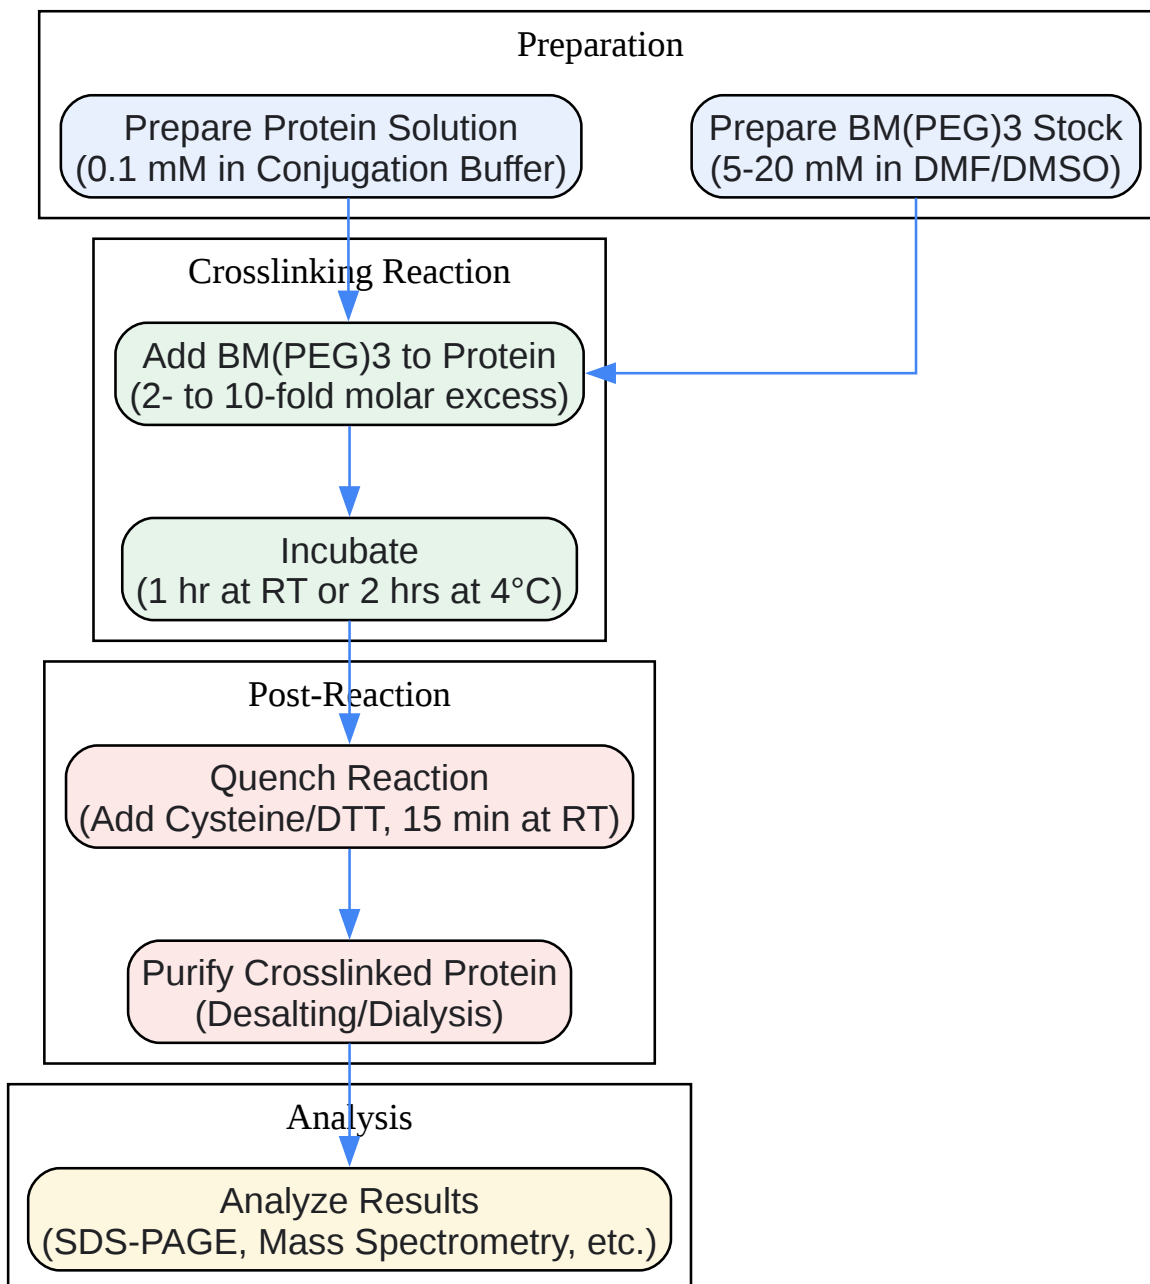 Preparation
Prepare Protein Solution
(0.1 mM in Conjugation Buffer)
Prepare BM(PEG)3 Stock
(5-20 mM in DMF/DMSO)
Crosslinking Reaction
Add BM(PEG)3 to Protein
(2- to 10-fold molar excess)
Incubate
(1 hr at RT or 2 hrs at 4°C)
Post-Reaction
Quench Reaction
(Add Cysteine/DTT, 15 min at RT)
Purify Crosslinked Protein
(Desalting/Dialysis)
Analysis
Analyze Results
(SDS-PAGE, Mass Spectrometry, etc.)